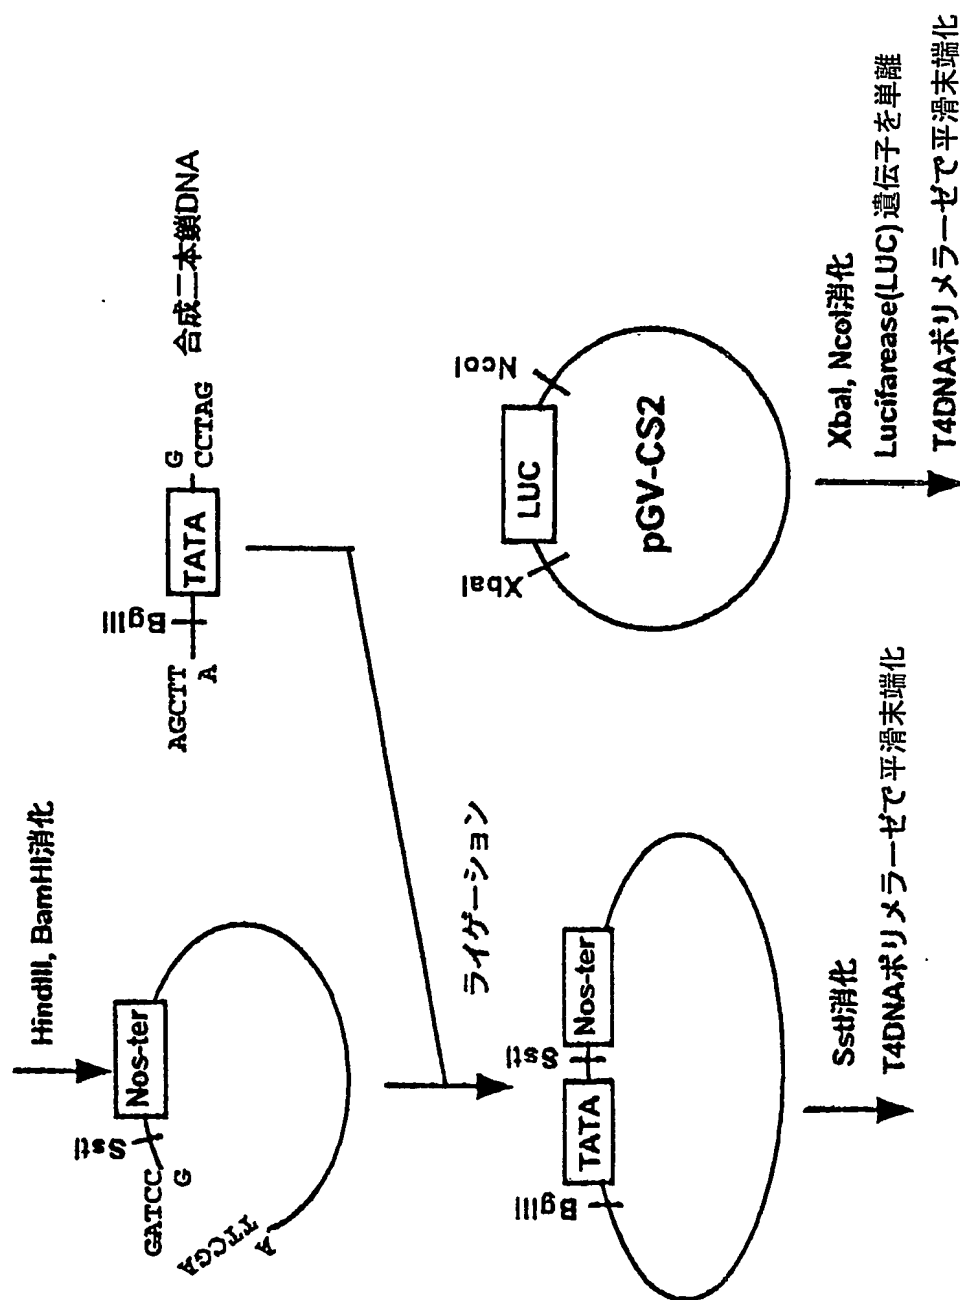 HindIII, BamHI消化
GATCC
G
SstI
Nos-ter
TTCGA
A
AGCTT
A
BglII
TATA
G
CCTAG
合成二本鎖DNA
ライゲーション
BglII
TATA
SstI
Nos-ter
XbaI
LUC
NcoI
pGV-CS2
SstI消化
T4DNAポリメラーゼで平滑末端化
XbaI, NcoI消化
Lucifarease(LUC)遺伝子を単離
T4DNAポリメラーゼで平滑末端化